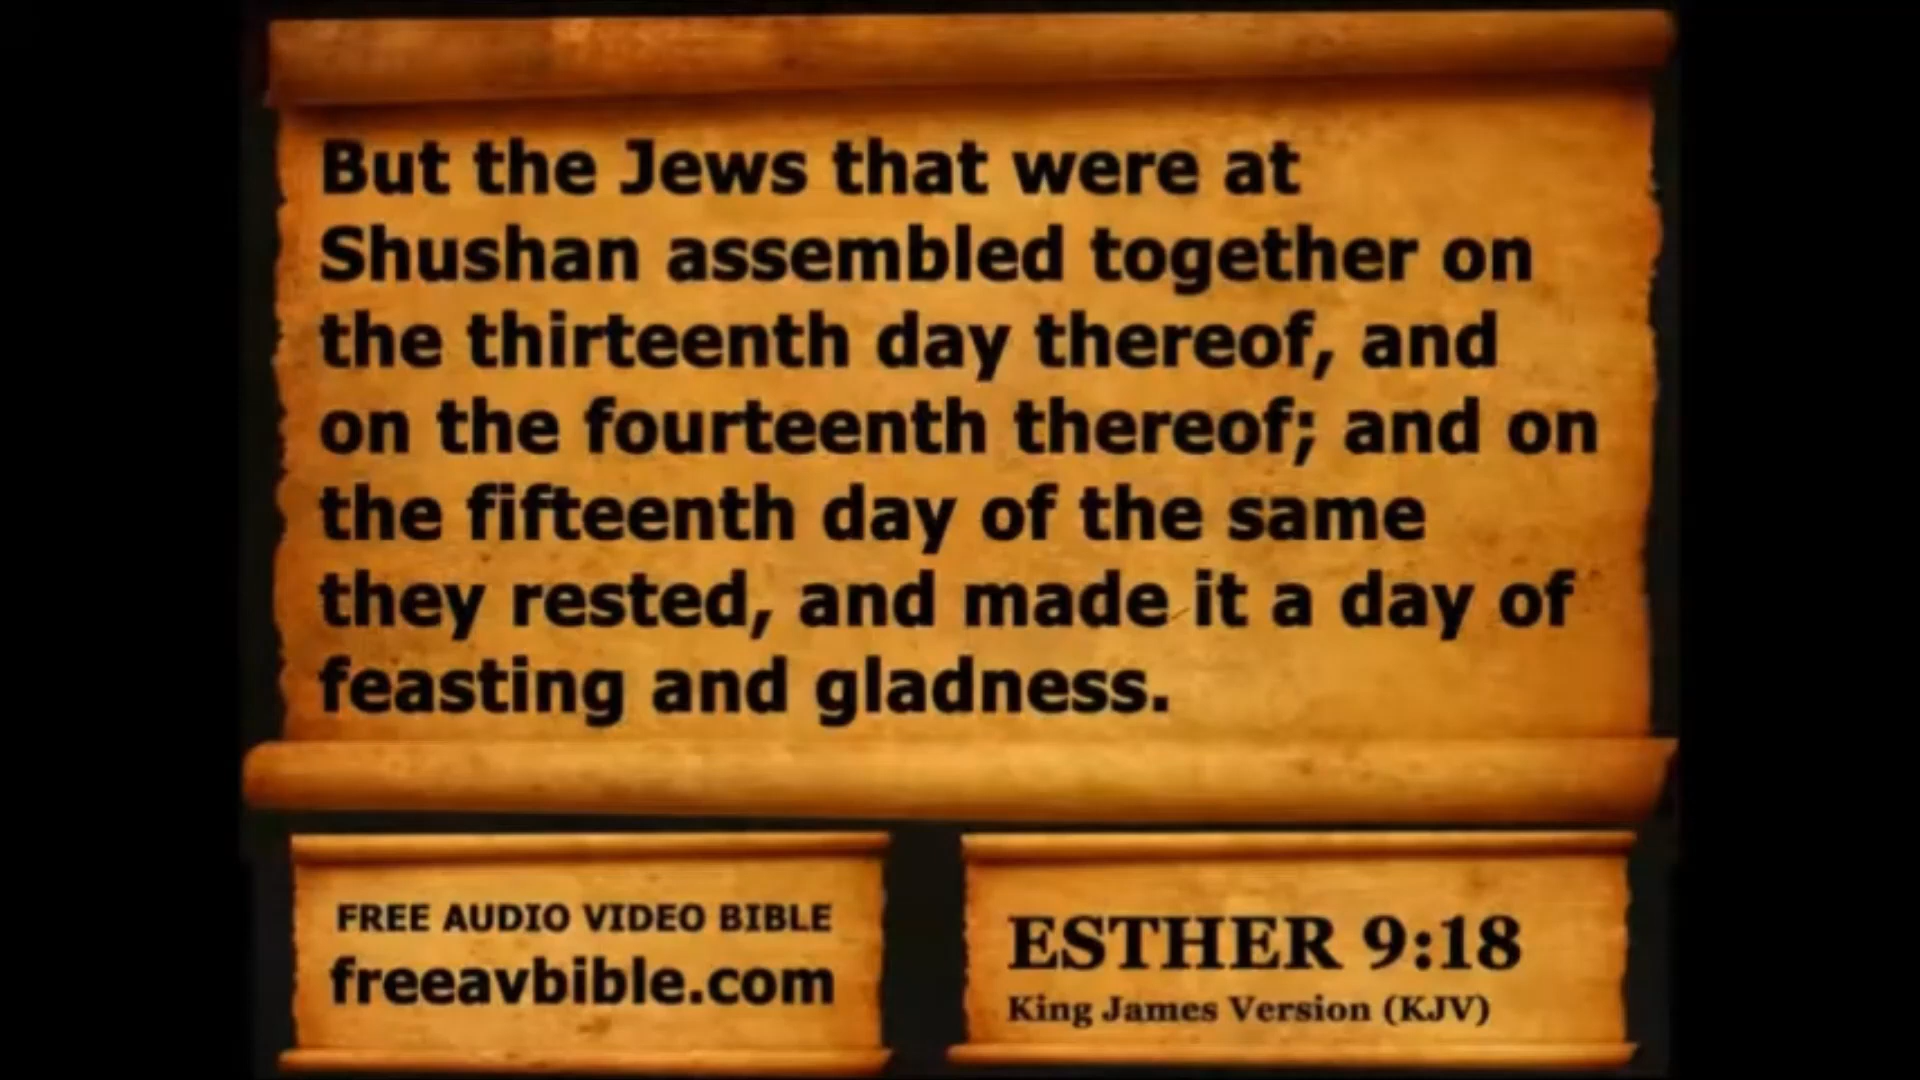 But the Jews that were at
Shushan assembled together on
the thirteenth day thereof, and
on the fourteenth thereof; and on
the fifteenth day of the same
they rested, and made it a day of
feasting and gladness.
FREE AUDIO VIDEO BIBLE
freeavbible.com
ESTHER 9:18
King James Version (KJV)